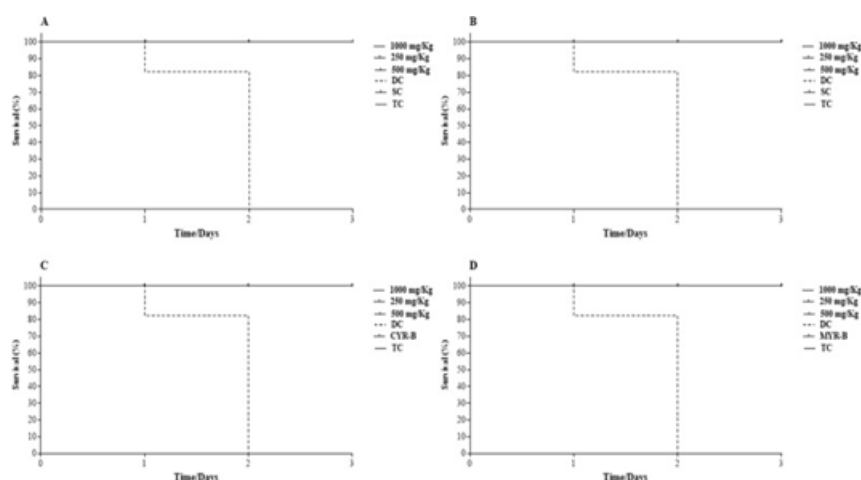 A
Survival (%)
100
90
80
70
60
50
40
30
20
10
0
0 1 2 3
Time/Days
1000 mg/Kg
250 mg/Kg
500 mg/Kg
DC
SC
TC
B
Survival (%)
100
90
80
70
60
50
40
30
20
10
0
0 1 2 3
Time/Days
1000 mg/Kg
250 mg/Kg
500 mg/Kg
DC
SC
TC
C
Survival (%)
100
90
80
70
60
50
40
30
20
10
0
0 1 2 3
Time/Days
1000 mg/Kg
250 mg/Kg
500 mg/Kg
DC
CYR-B
TC
D
Survival (%)
100
90
80
70
60
50
40
30
20
10
0
0 1 2 3
Time/Days
1000 mg/Kg
250 mg/Kg
500 mg/Kg
DC
MYR-B
TC